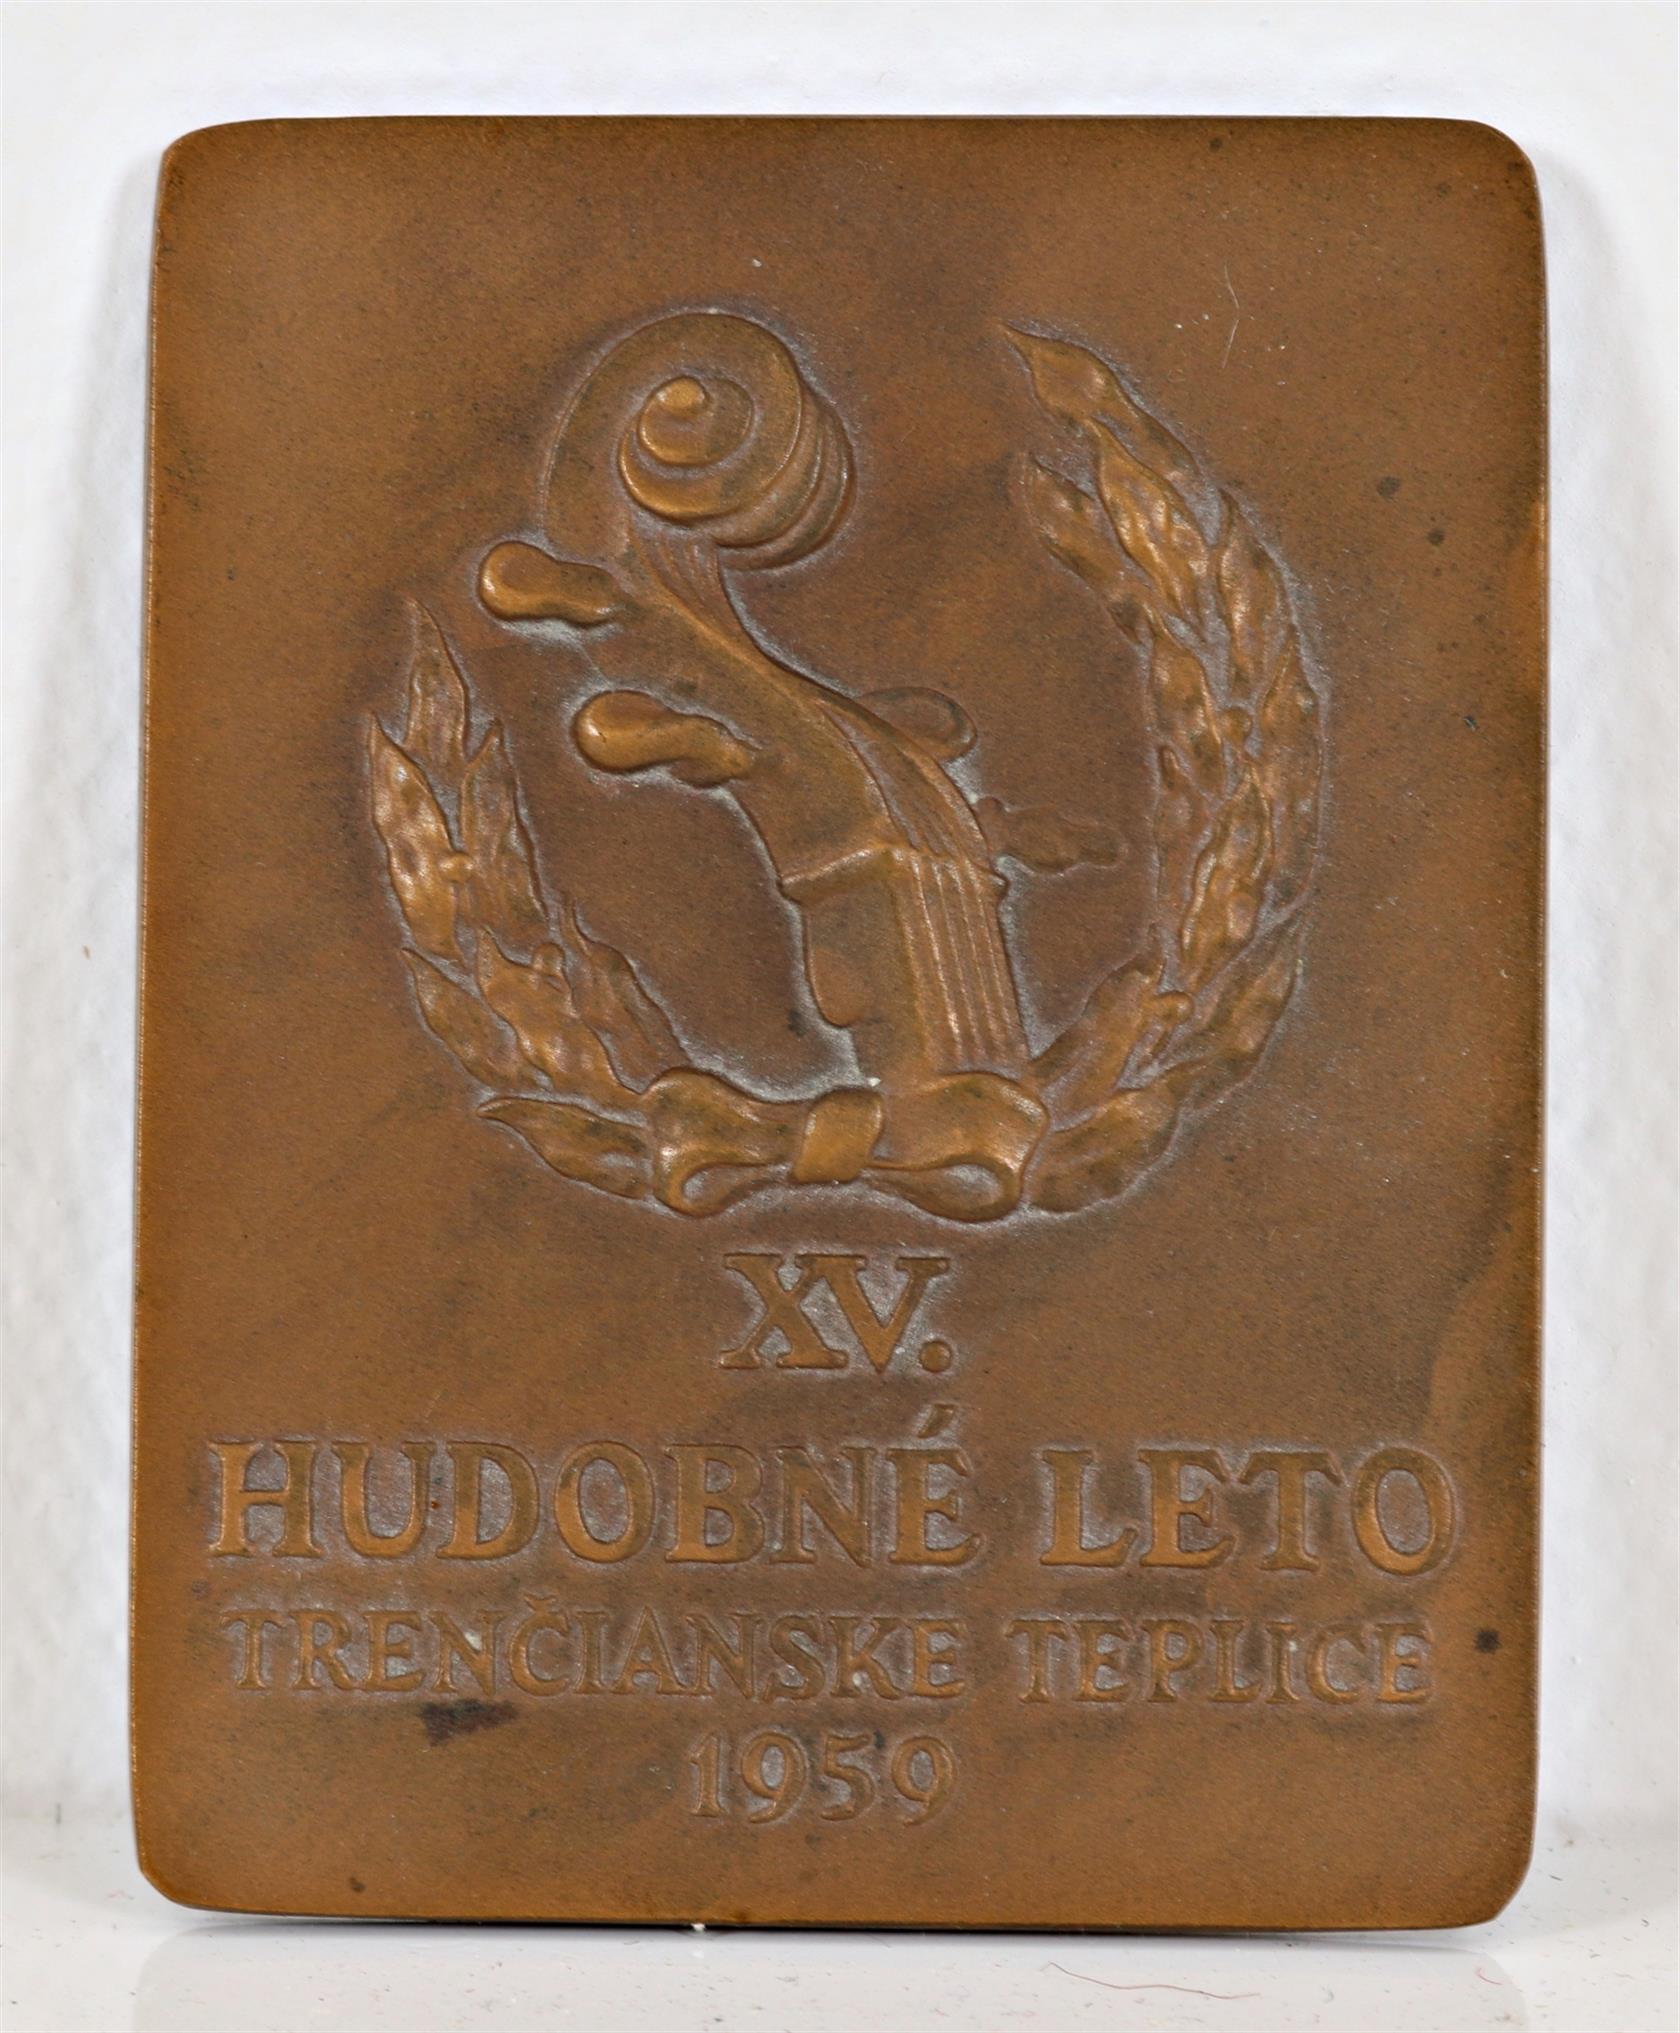 XV.
HUDOBNÉ LETO
TRENČIANSKE TEPLICE
1959